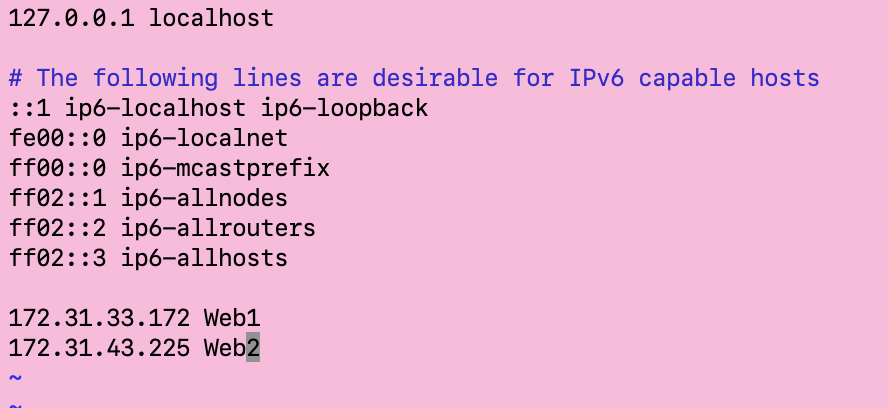 127.0.0.1 localhost
# The following lines are desirable for IPv6 capable hosts
::1 ip6-localhost ip6-loopback
fe00::0 ip6-localnet
ff00::0 ip6-mcastprefix
ff02::1 ip6-allnodes
ff02::2 ip6-allrouters
ff02::3 ip6-allhosts
172.31.33.172 Web1
172.31.43.225 Web2
~
~